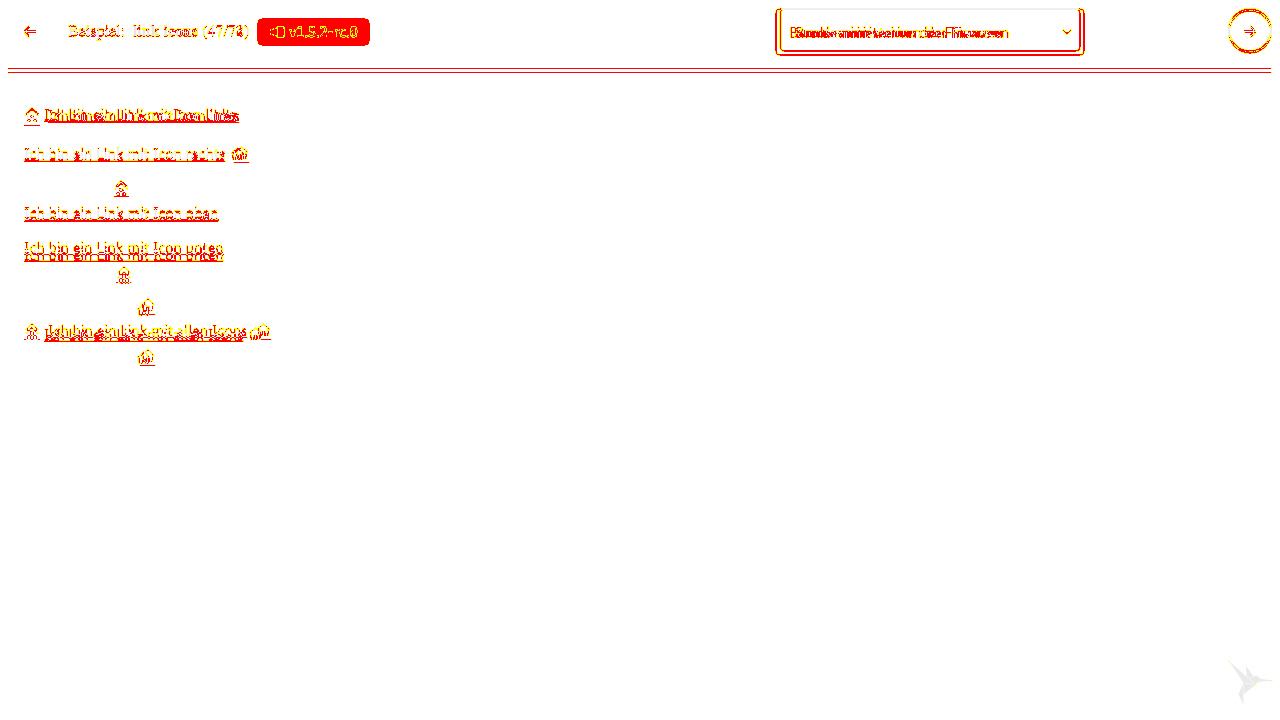 Beispiel: link icons (47/78) v1.5.2-rc.0
Ich bin ein Link mit Icon links
Ich bin ein Link mit Icon rechts
Ich bin ein Link mit Icon oben
Ich bin ein Link mit Icon unten
Ich bin ein Link mit allen Icons